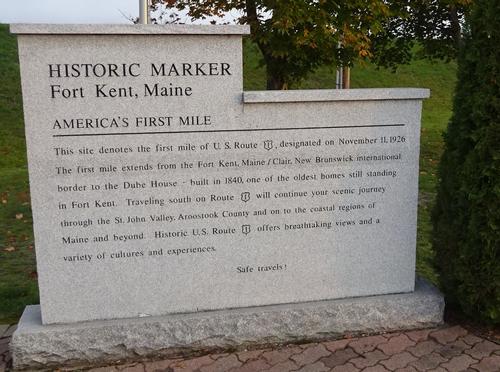 HISTORIC MARKER
Fort Kent, Maine
AMERICA'S FIRST MILE
This site denotes the first mile of U. S. Route 1, designated on November 11, 1926
The first mile extends from the Fort Kent, Maine / Clair, New Brunswick international
border to the Dube House - built in 1840, one of the oldest homes still standing
in Fort Kent. Traveling south on Route 1 will continue your scenic journey
through the St. John Valley, Aroostook County and on to the coastal regions of
Maine and beyond. Historic U.S. Route 1 offers breathtaking views and a
variety of cultures and experiences.
Safe travels!